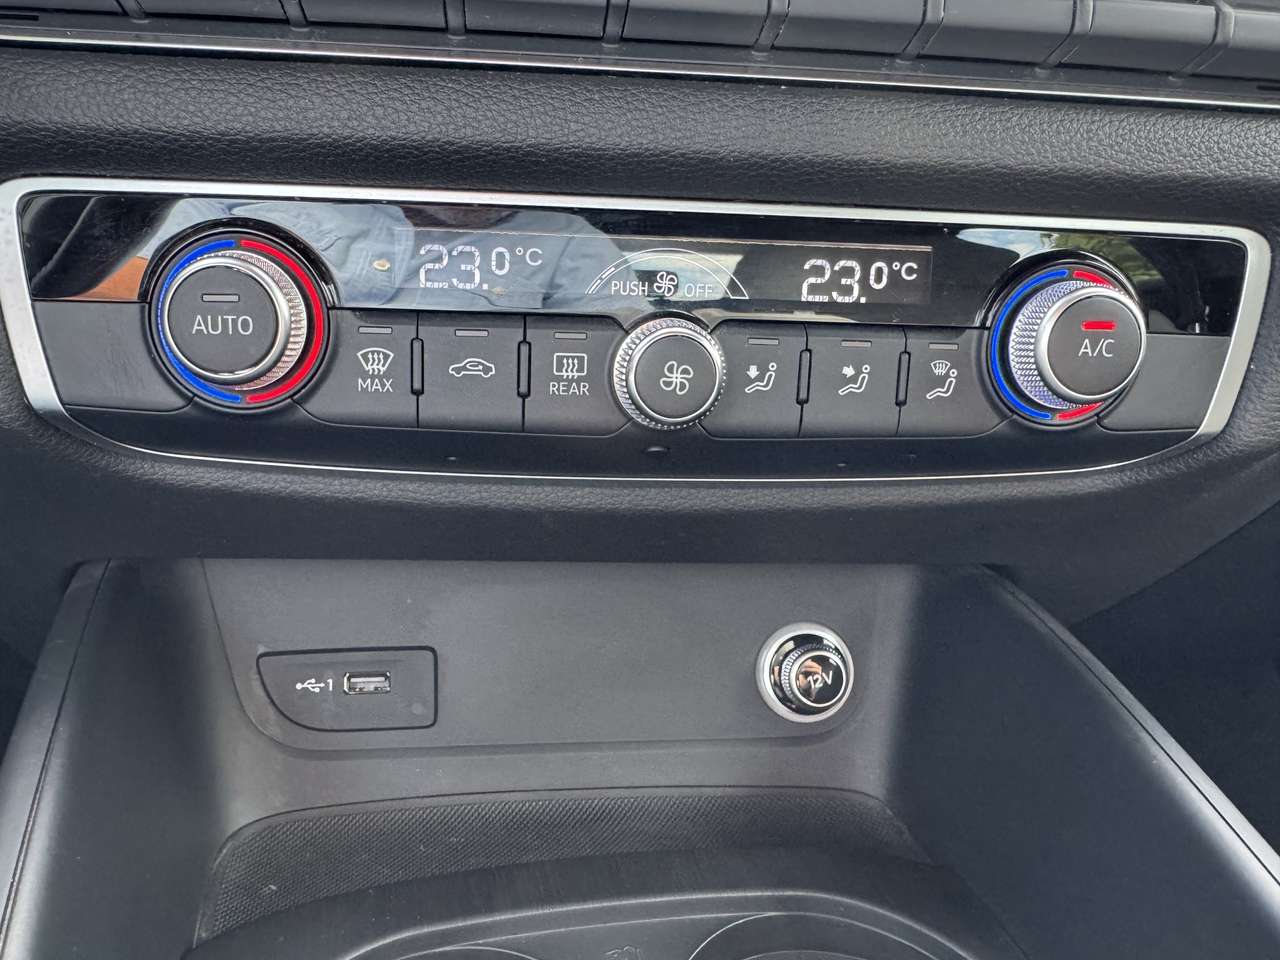 23.0°C
PUSH OFF
23.0°C
AUTO
MAX
REAR
A/C
1
12V